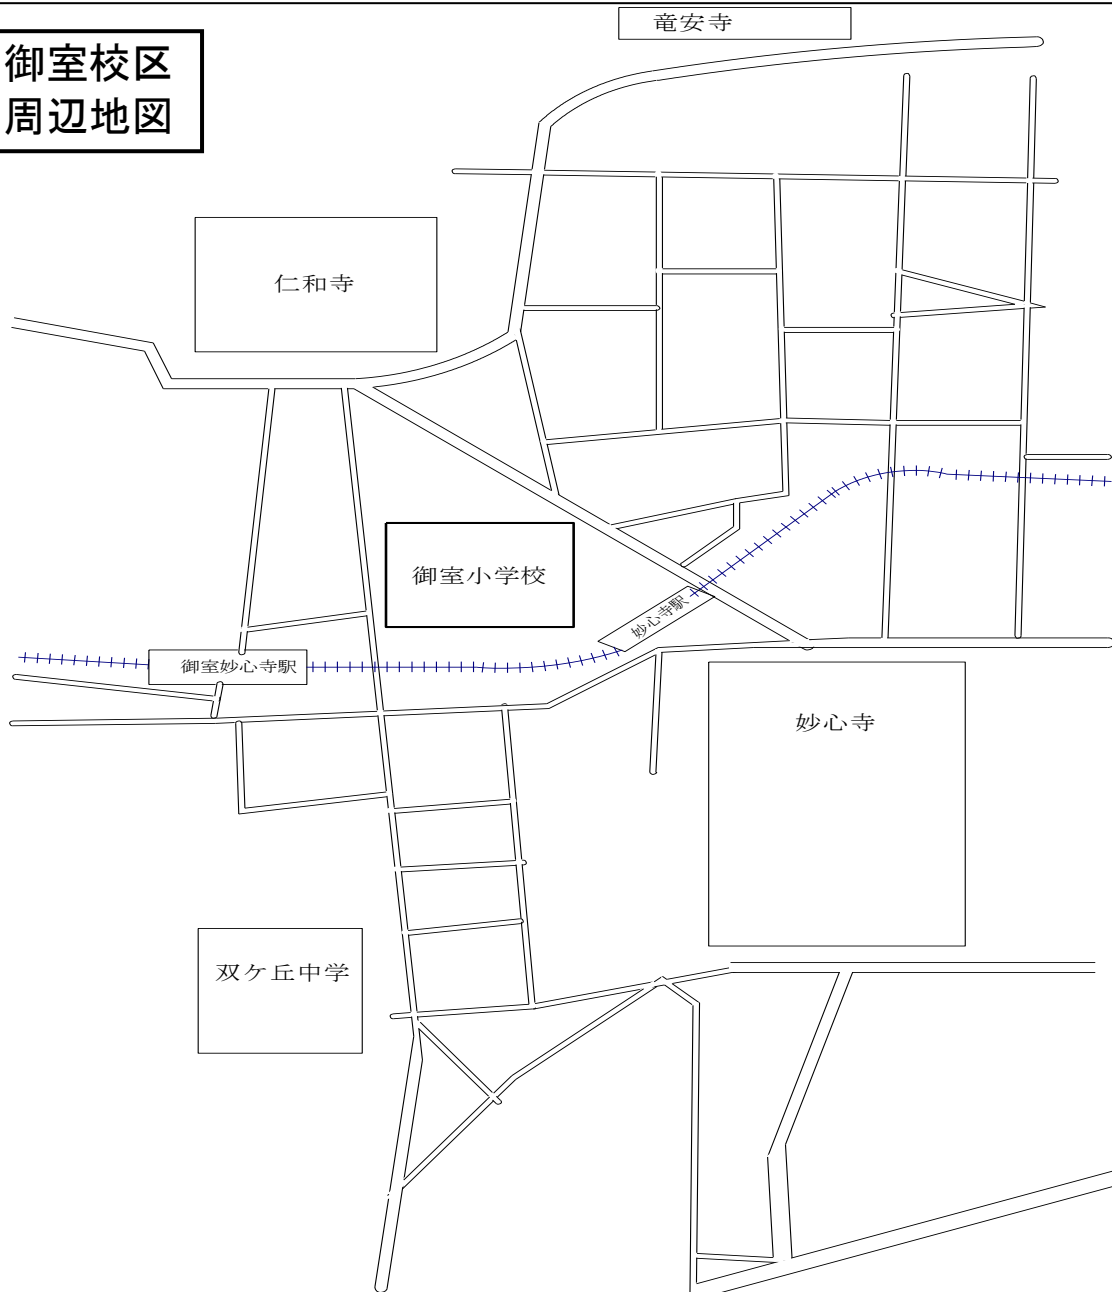 竜安寺
御室校区
周辺地図
仁和寺
御室小学校
妙心寺駅
御室妙心寺駅
妙心寺
双ケ丘中学